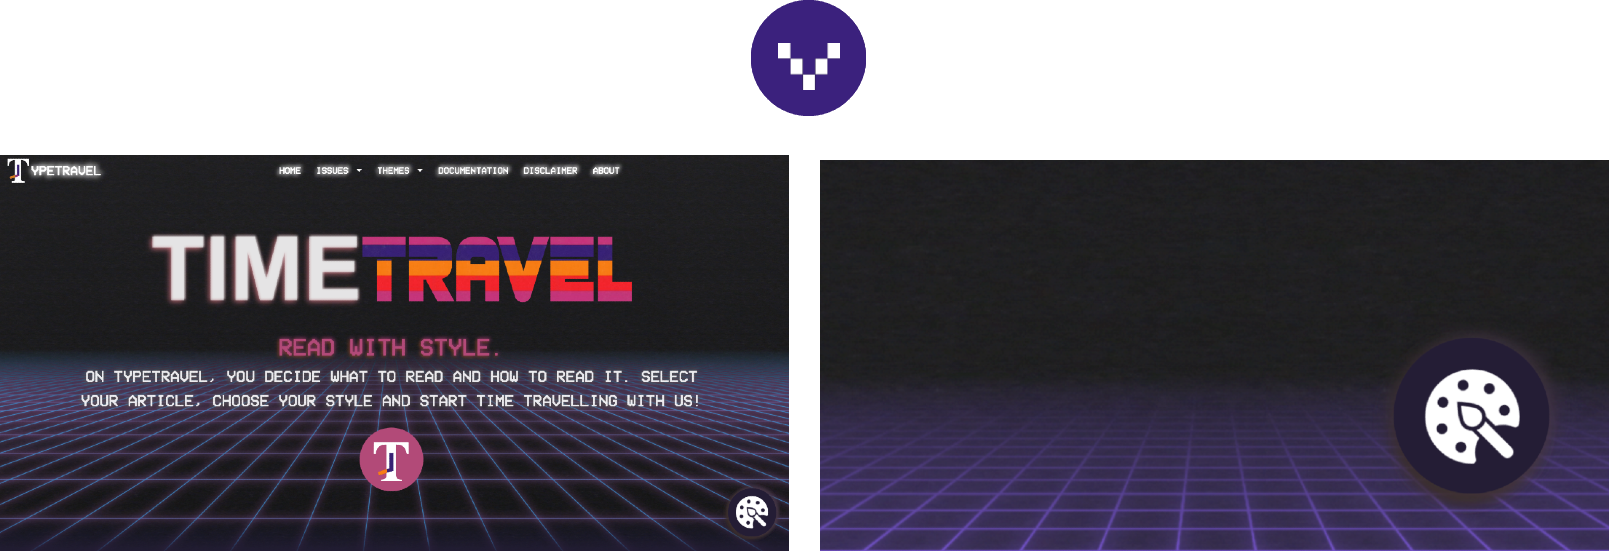 TYPETRAVEL HOME ISSUES THEMES DOCUMENTATION DISCLAIMER ABOUT
TIMETRAVEL
READ WITH STYLE.
ON TYPETRAVEL, YOU DECIDE WHAT TO READ AND HOW TO READ IT. SELECT
YOUR ARTICLE, CHOOSE YOUR STYLE AND START TIME TRAVELLING WITH US!
T